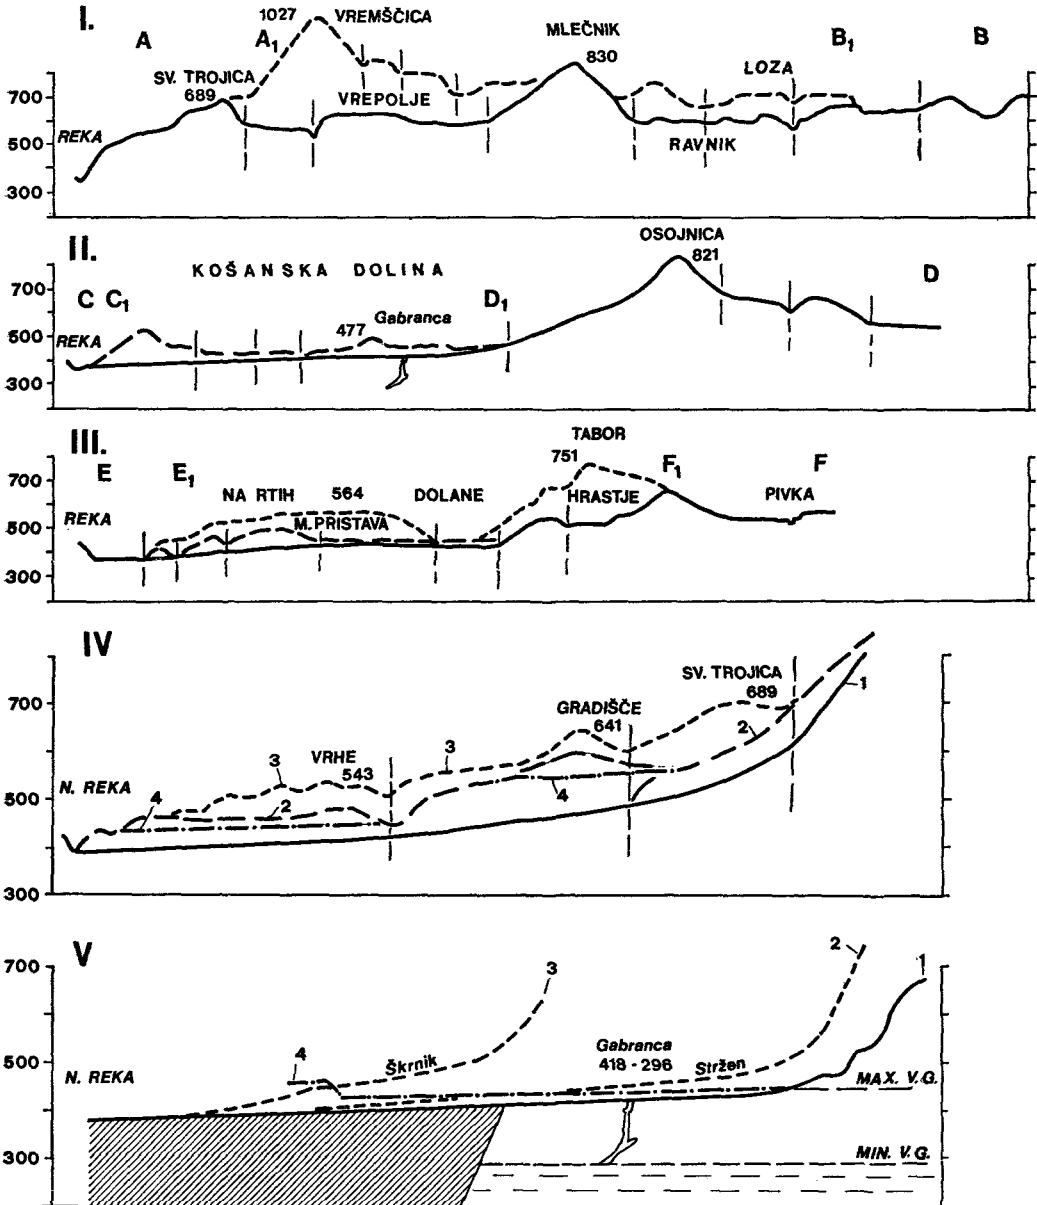 I.
1027 VREMŠČICA
A A1
MLEČNIK
830
B1 B
SV. TROJICA
689
LOZA
700
VREPOLJE
REKA
500
RAVNIK
300
II.
OSOJNICA
821
KOŠANSKA DOLINA
D
700
C C1
D1
Gabranca
477
REKA
500
300
III.
TABOR
751
E E1
F1 F
700
NA RTIH 564 DOLANE
HRASTJE
PIVKA
REKA
M. PRISTAVA
500
300
IV
SV. TROJICA
689
1
700
GRADIŠČE
641
2
3
VRHE
543
3
N. REKA
4
2
4
500
300
V
2
1
700
3
4
Škrnik
Gabranca
418 - 296
Stržen
500
N. REKA
MAX. V.G.
300
MIN. V.G.